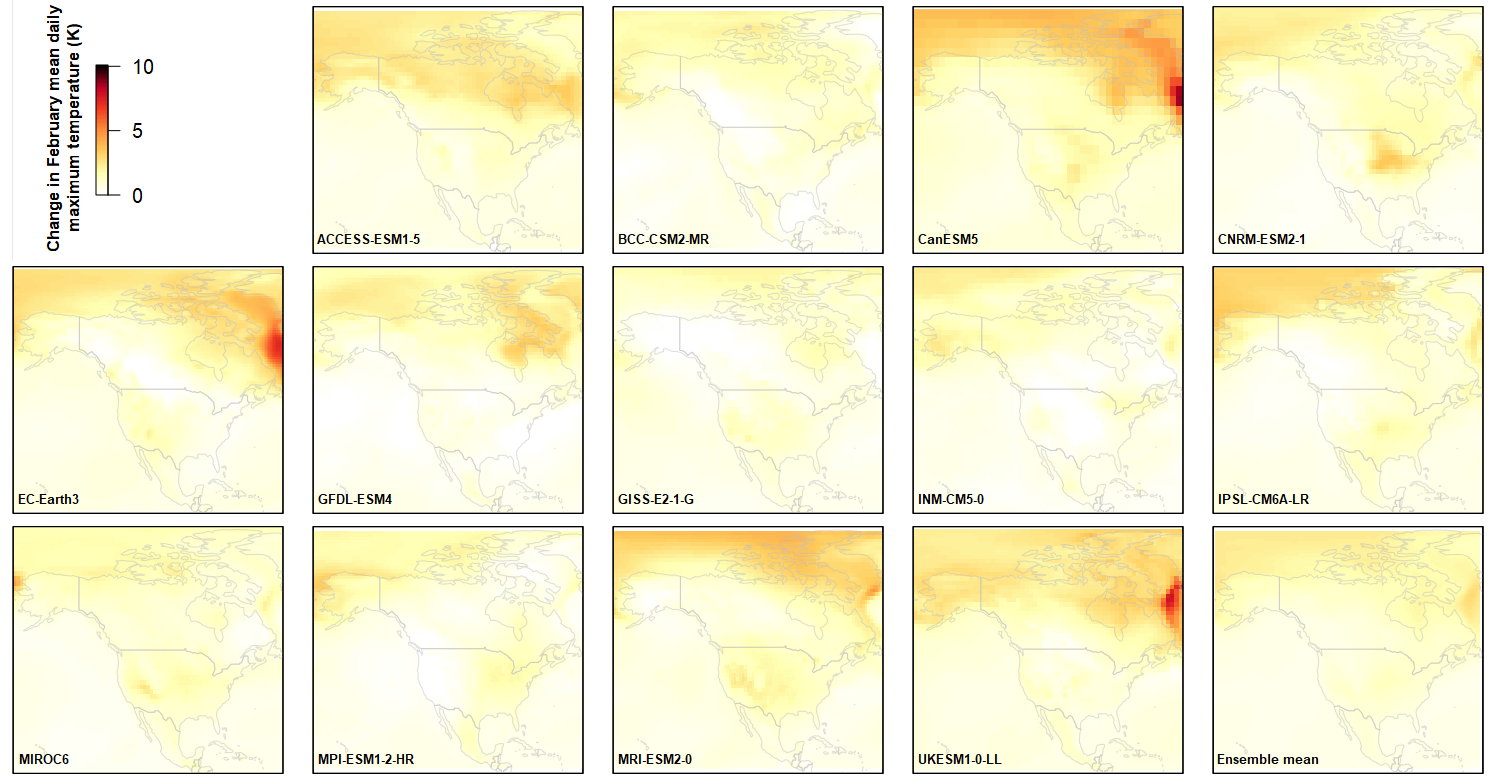 Change in February mean daily
maximum temperature (K)
10
5
0
ACCESS-ESM1-5
BCC-CSM2-MR
CanESM5
CNRM-ESM2-1
EC-Earth3
GFDL-ESM4
GISS-E2-1-G
INM-CM5-0
IPSL-CM6A-LR
MIROC6
MPI-ESM1-2-HR
MRI-ESM2-0
UKESM1-0-LL
Ensemble mean